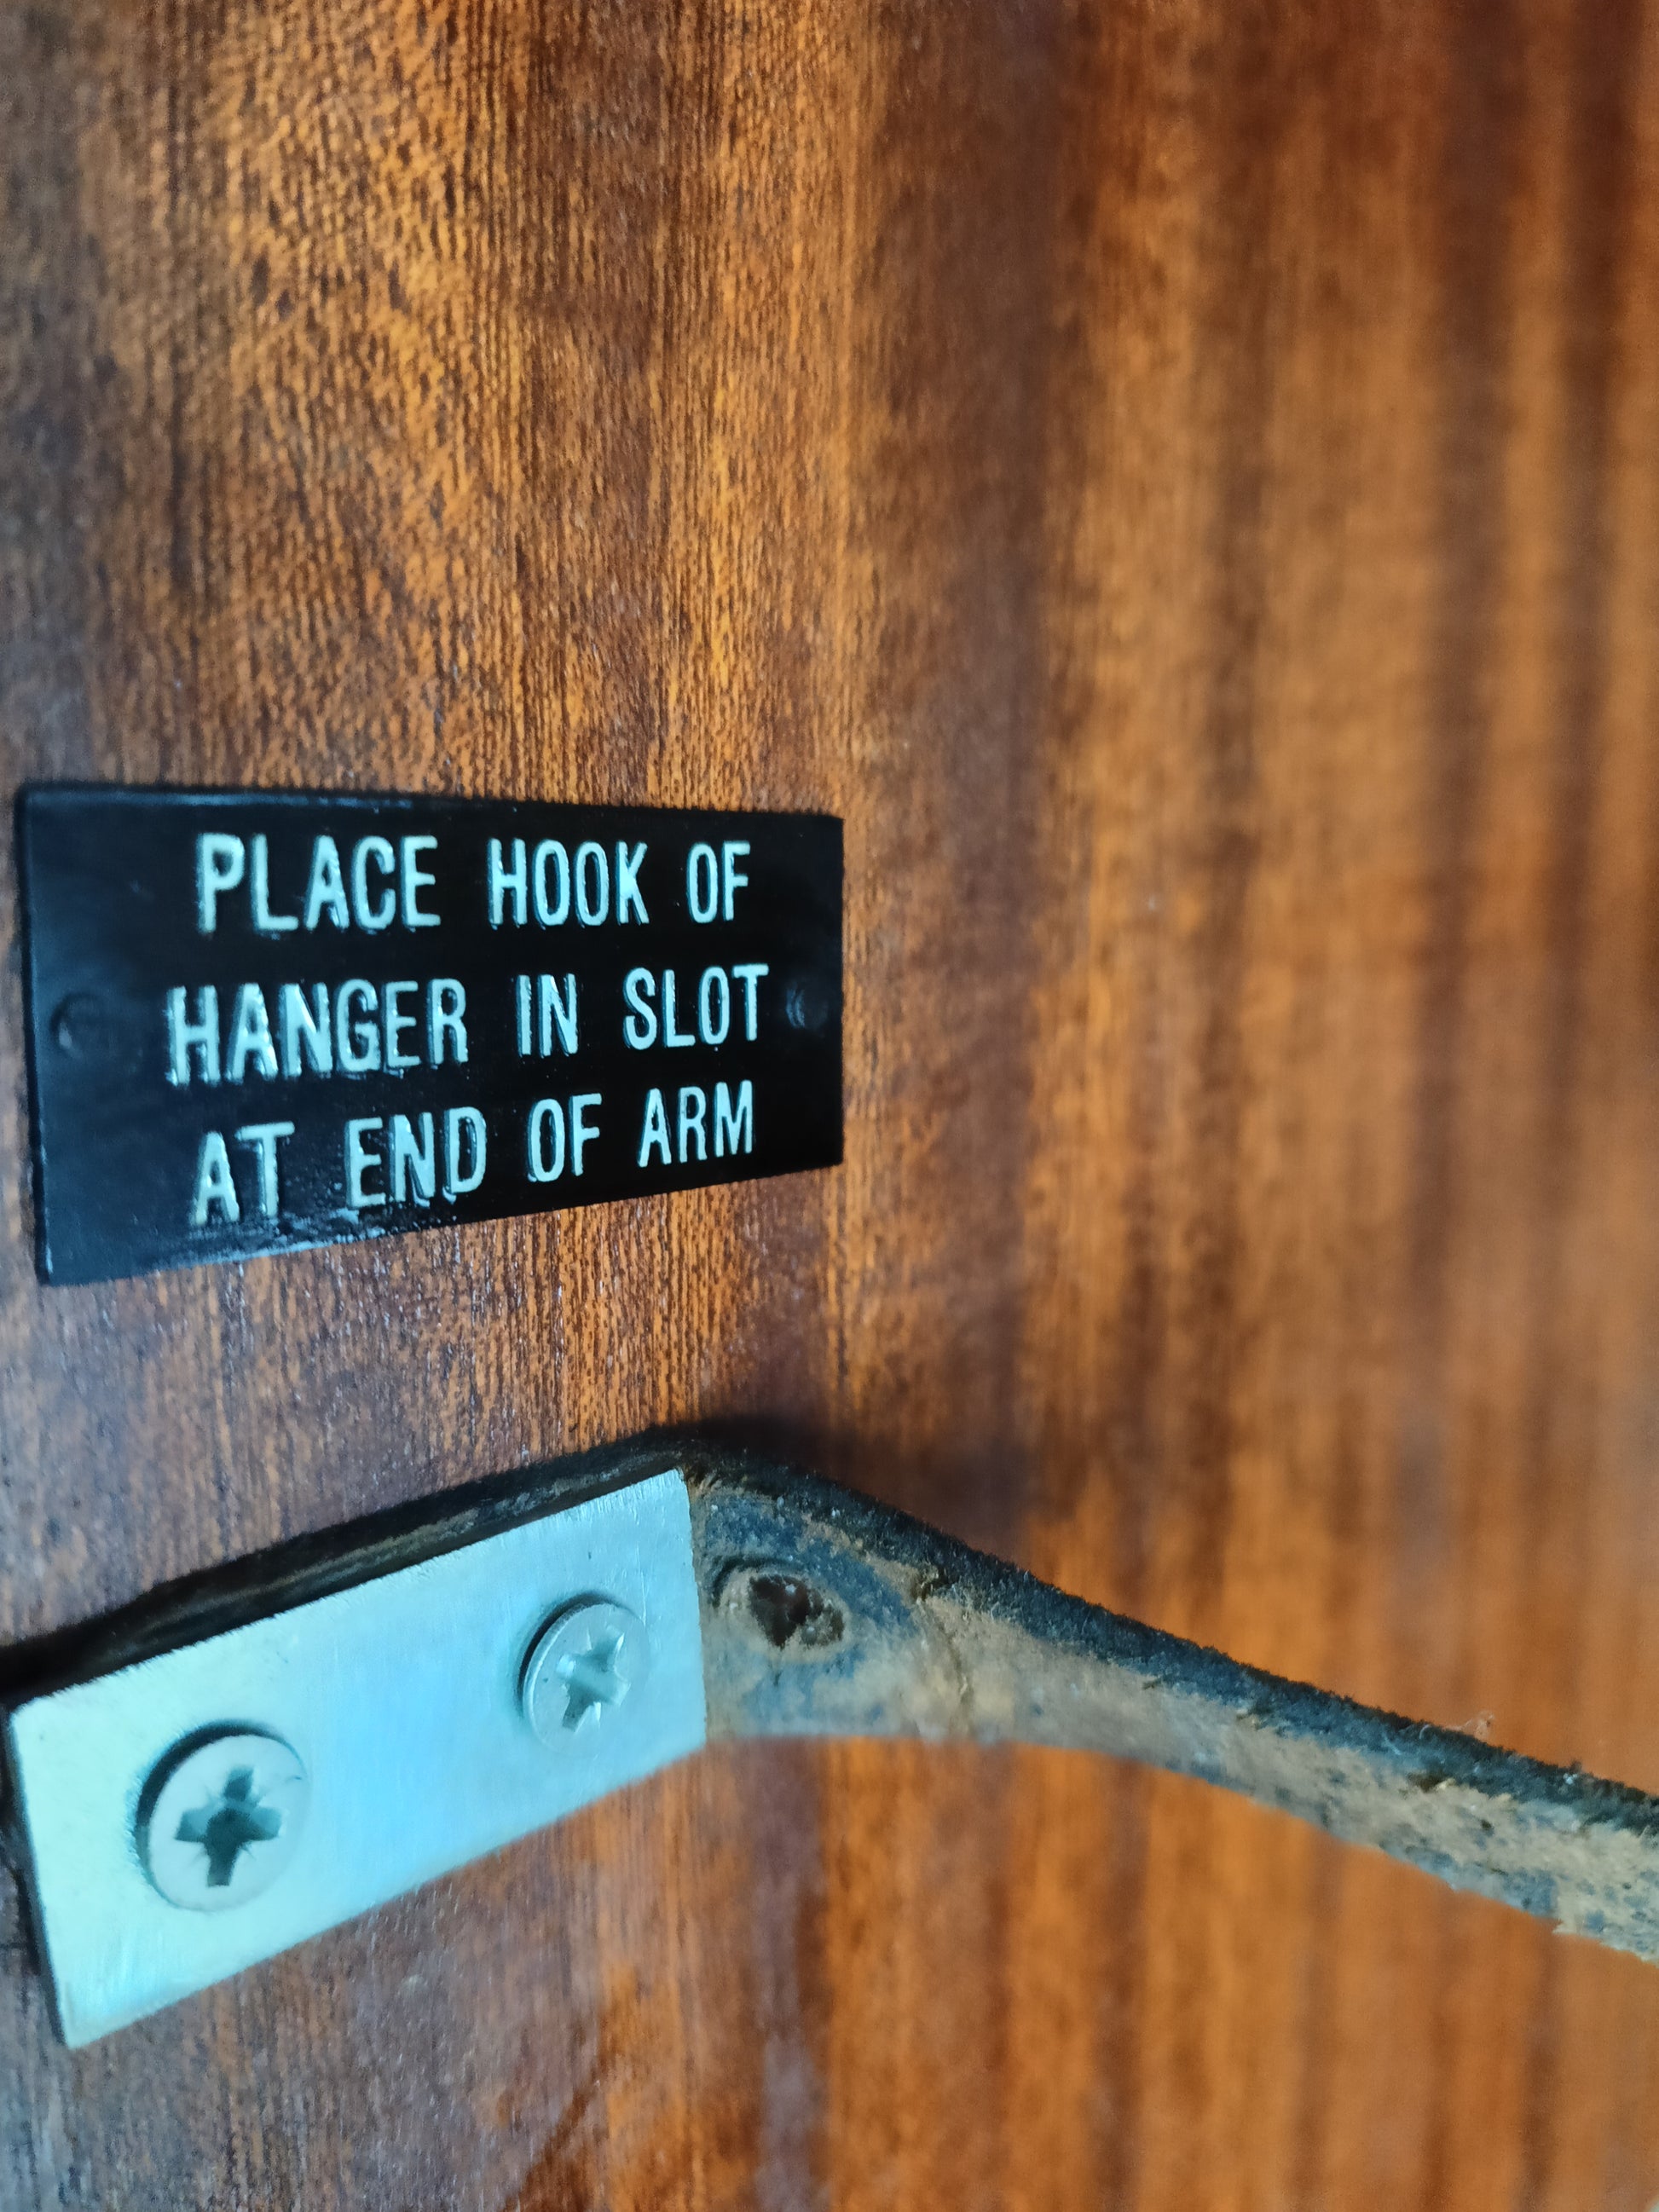 PLACE HOOK OF
HANGER IN SLOT
AT END OF ARM